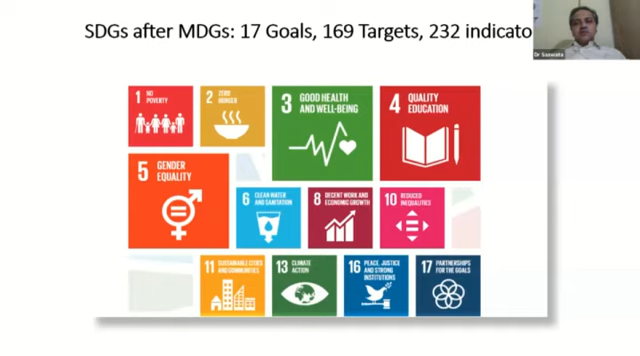 SDGs after MDGs: 17 Goals, 169 Targets, 232 indicato
Dr Saswata
1 NO
POVERTY
2 ZERO
HUNGER
3 GOOD HEALTH
AND WELL-BEING
4 QUALITY
EDUCATION
5 GENDER
EQUALITY
6 CLEAN WATER
AND SANITATION
8 DECENT WORK AND
ECONOMIC GROWTH
10 REDUCED
INEQUALITIES
11 SUSTAINABLE CITIES
AND COMMUNITIES
13 CLIMATE
ACTION
16 PEACE, JUSTICE
AND STRONG
INSTITUTIONS
17 PARTNERSHIPS
FOR THE GOALS